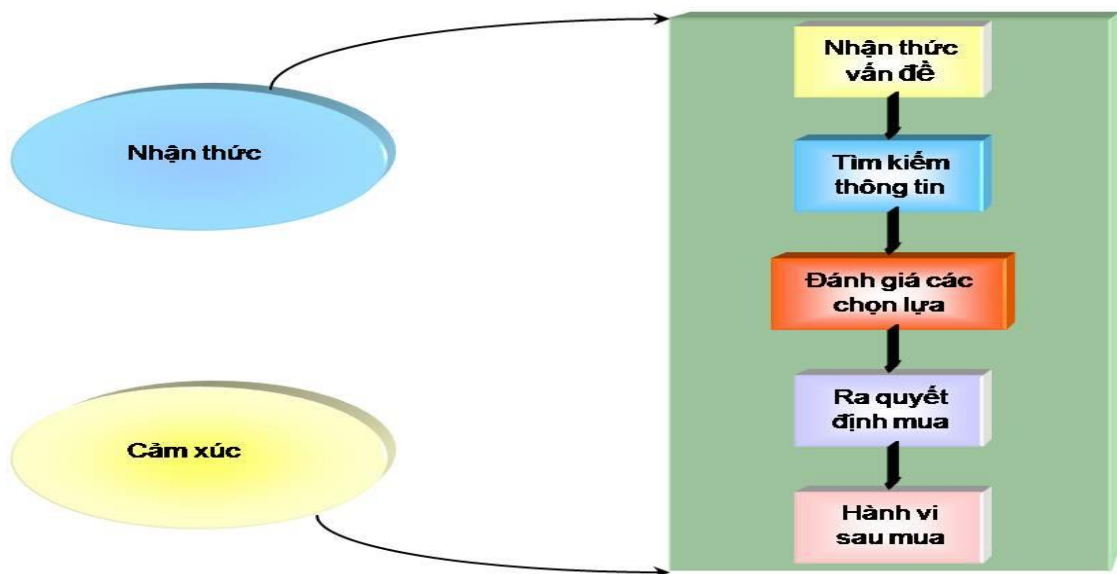 Nhận thức
Cảm xúc
Nhận thức
vấn đề
Tìm kiếm
thông tin
Đánh giá các
chọn lựa
Ra quyết
định mua
Hành vi
sau mua